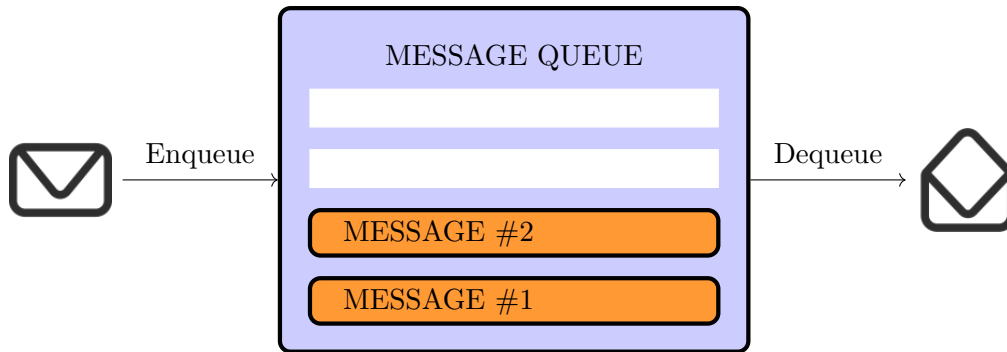 MESSAGE QUEUE
Enqueue
Dequeue
MESSAGE #2
MESSAGE #1